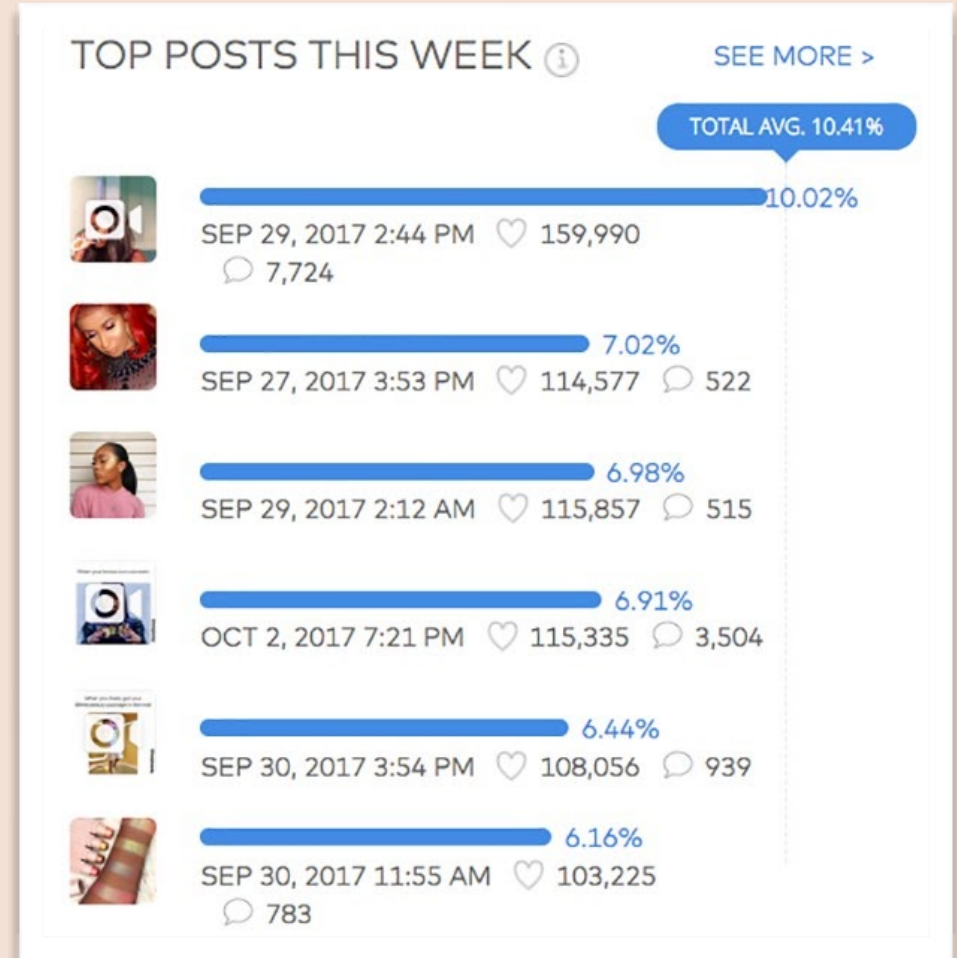 TOP POSTS THIS WEEK
SEE MORE >
TOTAL AVG. 10.41%
10.02%
SEP 29, 2017 2:44 PM 159,990
7,724
7.02%
SEP 27, 2017 3:53 PM 114,577 522
6.98%
SEP 29, 2017 2:12 AM 115,857 515
6.91%
OCT 2, 2017 7:21 PM 115,335 3,504
6.44%
SEP 30, 2017 3:54 PM 108,056 939
6.16%
SEP 30, 2017 11:55 AM 103,225
783